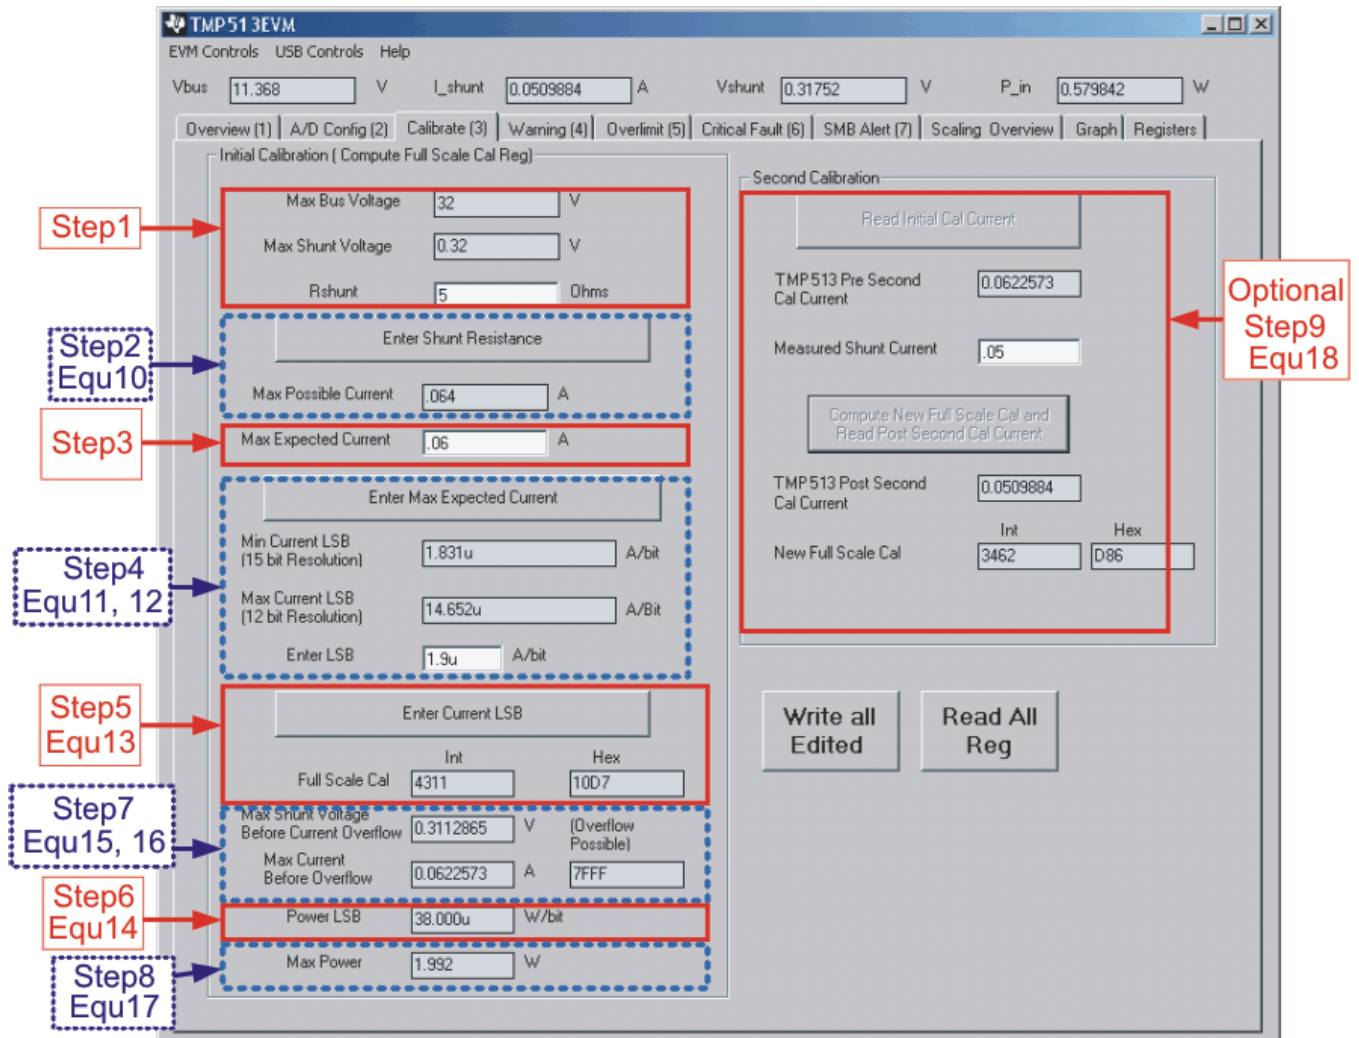 TMP513EVM
EVM Controls USB Controls Help
Vbus 11.368 V I_shunt 0.0509884 A Vshunt 0.31752 V P_in 0.579842 W
Overview (1) A/D Config (2) Calibrate (3) Warning (4) Overlimit (5) Critical Fault (6) SMB Alert (7) Scaling Overview Graph Registers
Initial Calibration ( Compute Full Scale Cal Reg)
Step1
Max Bus Voltage 32 V
Max Shunt Voltage 0.32 V
Rshunt 5 Ohms
Step2
Equ10
Enter Shunt Resistance
Max Possible Current .064 A
Step3
Max Expected Current .06 A
Enter Max Expected Current
Step4
Equ11, 12
Min Current LSB
(15 bit Resolution) 1.831u A/bit
Max Current LSB
(12 bit Resolution) 14.652u A/Bit
Enter LSB 1.9u A/bit
Step5
Equ13
Enter Current LSB
Int Hex
Full Scale Cal 4311 10D7
Step7
Equ15, 16
Max Shunt Voltage
Before Current Overflow 0.3112865 V (Overflow
Possible)
Max Current
Before Overflow 0.0622573 A 7FFF
Step6
Equ14
Power LSB 38.000u W/bit
Step8
Equ17
Max Power 1.992 W
Second Calibration
Read Initial Cal Current
TMP513 Pre Second
Cal Current 0.0622573
Measured Shunt Current .05
Compute New Full Scale Cal and
Read Post Second Cal Current
TMP513 Post Second
Cal Current 0.0509884
Int Hex
New Full Scale Cal 3462 D86
Optional
Step9
Equ18
Write all
Edited
Read All
Reg